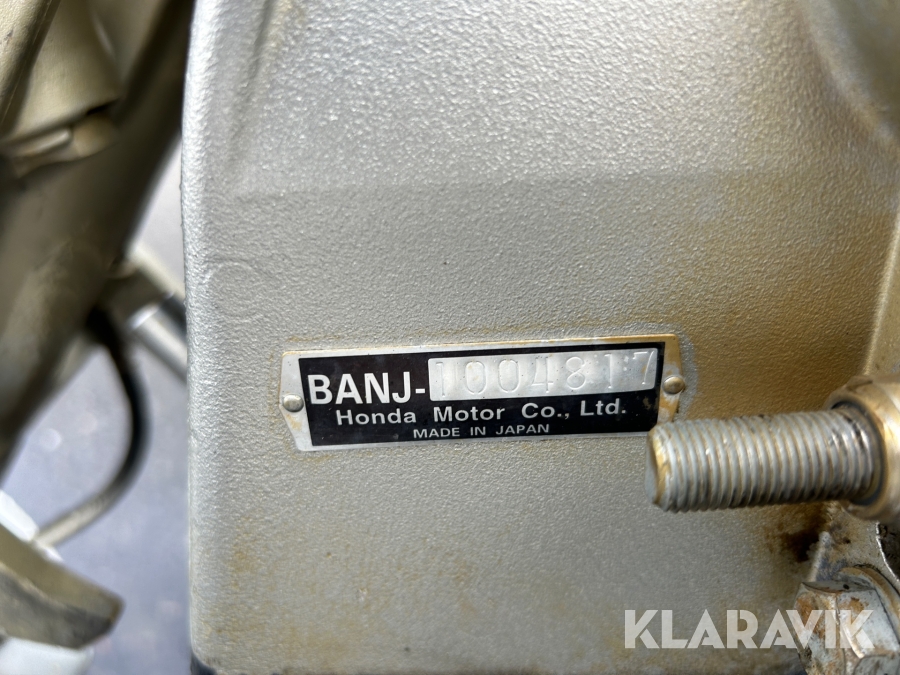 BANJ-1004817
Honda Motor Co., Ltd.
MADE IN JAPAN
KLARAVIK